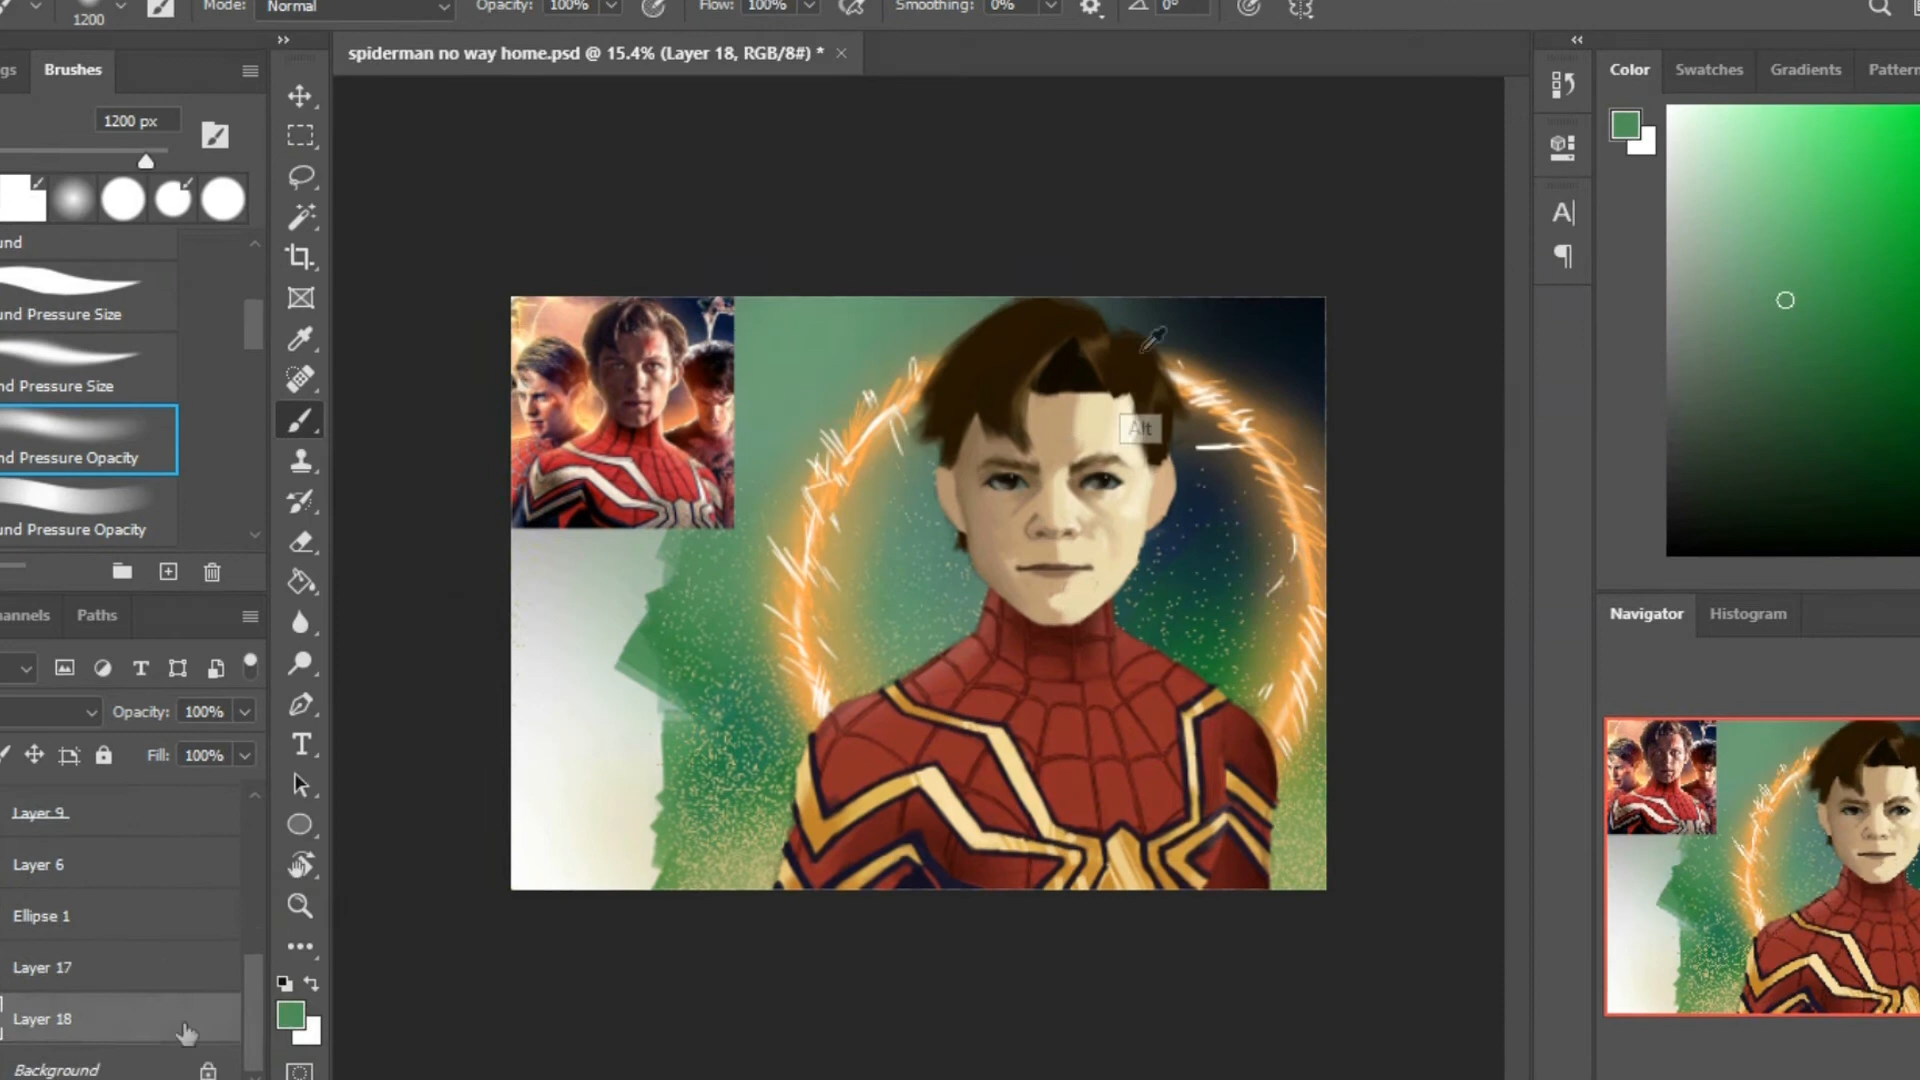 1200
Mode: Normal
Opacity: 100%
Flow: 100%
Smoothing: 0%
0°
spiderman no way home.psd @ 15.4% (Layer 18, RGB/8#) * ×
gs
Brushes
1200 px
und
und Pressure Size
nd Pressure Size
nd Pressure Opacity
und Pressure Opacity
hannels
Paths
Opacity: 100%
Fill: 100%
Layer 9
Layer 6
Ellipse 1
Layer 17
Layer 18
Background
Alt
Color
Swatches
Gradients
Pattern
Navigator
Histogram